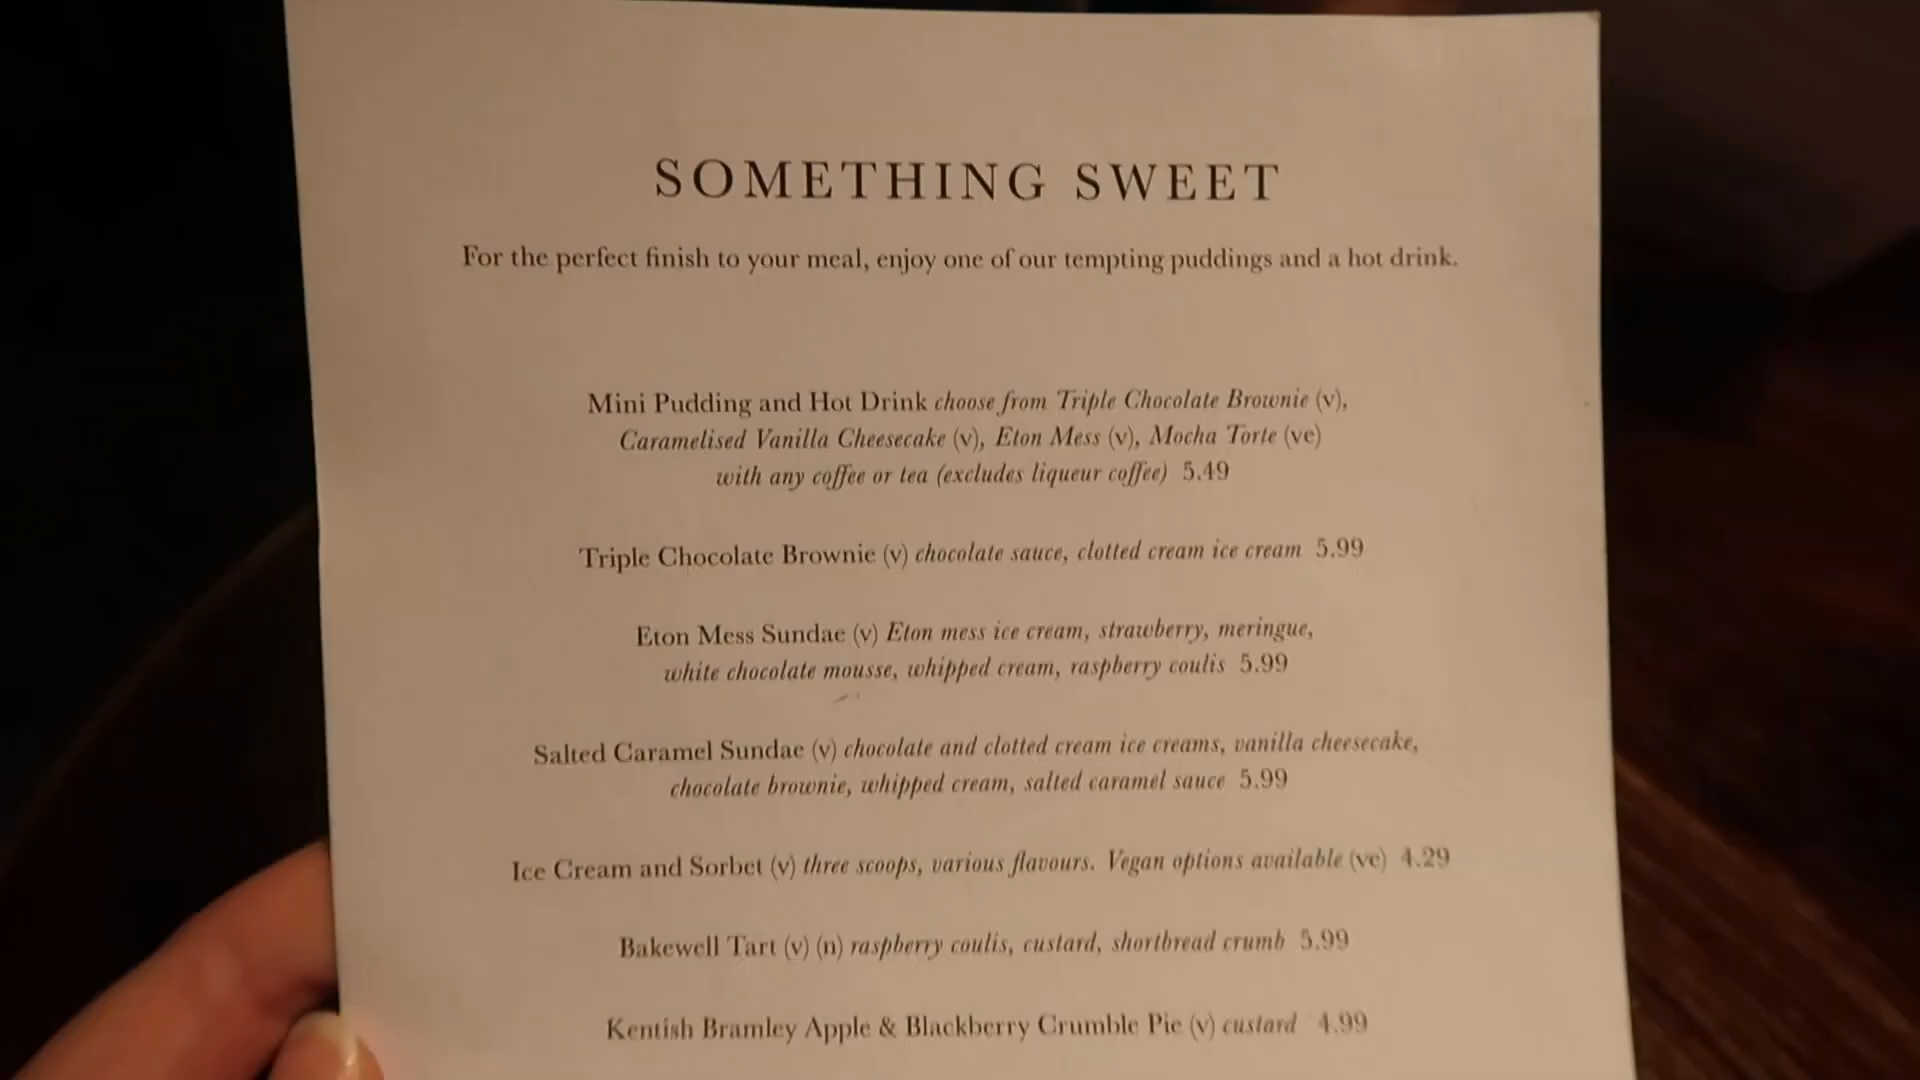 SOMETHING SWEET
For the perfect finish to your meal, enjoy one of our tempting puddings and a hot drink.
Mini Pudding and Hot Drink choose from Triple Chocolate Brownie (v),
Caramelised Vanilla Cheesecake (v), Eton Mess (v), Mocha Torte (ve)
with any coffee or tea (excludes liqueur coffee) 5.49
Triple Chocolate Brownie (v) chocolate sauce, clotted cream ice cream 5.99
Eton Mess Sundae (v) Eton mess ice cream, strawberry, meringue,
white chocolate mousse, whipped cream, raspberry coulis 5.99
Salted Caramel Sundae (v) chocolate and clotted cream ice creams, vanilla cheesecake,
chocolate brownie, whipped cream, salted caramel sauce 5.99
Ice Cream and Sorbet (v) three scoops, various flavours. Vegan options available (ve) 4.29
Bakewell Tart (v) (n) raspberry coulis, custard, shortbread crumb 5.99
Kentish Bramley Apple & Blackberry Crumble Pie (v) custard 4.99